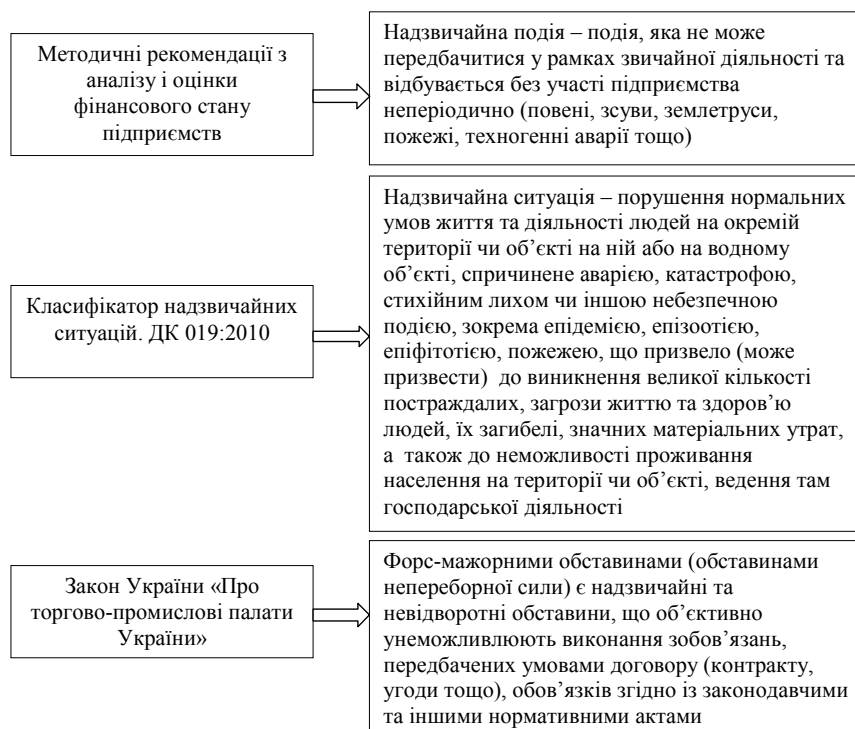 Методичні рекомендації з
аналізу і оцінки
фінансового стану
підприємств
Надзвичайна подія – подія, яка не може
передбачитися у рамках звичайної діяльності та
відбувається без участі підприємства
неперіодично (повені, зсуви, землетруси,
пожежі, техногенні аварії тощо)
Класифікатор надзвичайних
ситуацій. ДК 019:2010
Надзвичайна ситуація – порушення нормальних
умов життя та діяльності людей на окремій
території чи об’єкті на ній або на водному
об’єкті, спричинене аварією, катастрофою,
стихійним лихом чи іншою небезпечною
подією, зокрема епідемією, епізоотією,
епіфітотією, пожежею, що призвело (може
призвести) до виникнення великої кількості
постраждалих, загрози життю та здоров’ю
людей, їх загибелі, значних матеріальних утрат,
а також до неможливості проживання
населення на території чи об’єкті, ведення там
господарської діяльності
Закон України «Про
торгово-промислові палати
України»
Форс-мажорними обставинами (обставинами
непереборної сили) є надзвичайні та
невідворотні обставини, що об’єктивно
унеможливлюють виконання зобов’язань,
передбачених умовами договору (контракту,
угоди тощо), обов’язків згідно із законодавчими
та іншими нормативними актами